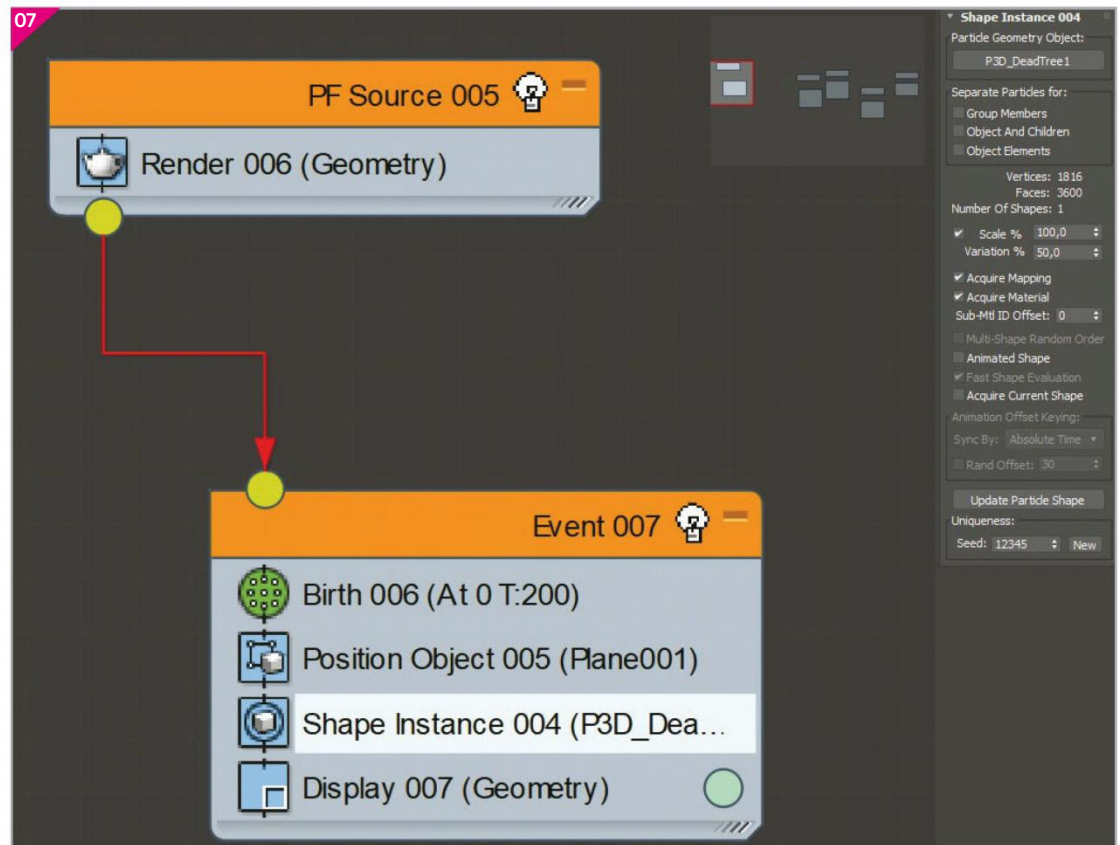 07
PF Source 005
Render 006 (Geometry)
Event 007
Birth 006 (At 0 T:200)
Position Object 005 (Plane001)
Shape Instance 004 (P3D_Dea...
Display 007 (Geometry)
Shape Instance 004
Particle Geometry Object:
P3D_DeadTree1
Separate Particles for:
Group Members
Object And Children
Object Elements
Vertices: 1816
Faces: 3600
Number Of Shapes: 1
Scale % 100,0
Variation % 50,0
Acquire Mapping
Acquire Material
Sub-Mtl ID Offset: 0
Multi-Shape Random Order
Animated Shape
Fast Shape Evaluation
Acquire Current Shape
Animation Offset Keying:
Sync By: Absolute Time
Rand Offset: 30
Update Particle Shape
Uniqueness:
Seed: 12345 New